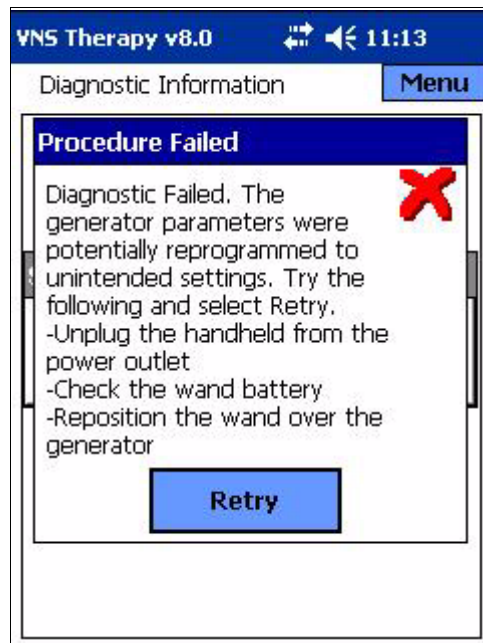 VNS Therapy v8.0 11:13
Diagnostic Information Menu
Procedure Failed
Diagnostic Failed. The
generator parameters were
potentially reprogrammed to
unintended settings. Try the
following and select Retry.
-Unplug the handheld from the
power outlet
-Check the wand battery
-Reposition the wand over the
generator
Retry